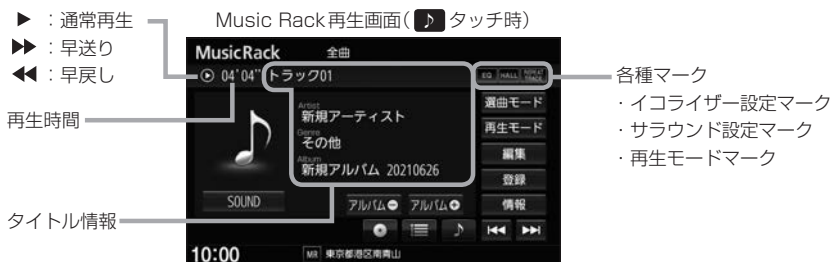 ▶ ：通常再生
▶▶ ：早送り
◀◀ ：早戻し
再生時間
タイトル情報
Music Rack再生画面(♪タッチ時)
MusicRack 全曲
04'04" トラック01
EQ HALL REPEAT TRACK
Artist
新規アーティスト
Genre
その他
Album
新規アルバム 20210626
SOUND
アルバム− アルバム+
選曲モード
再生モード
編集
登録
情報
10:00 MR 東京都港区南青山
各種マーク
・イコライザー設定マーク
・サラウンド設定マーク
・再生モードマーク